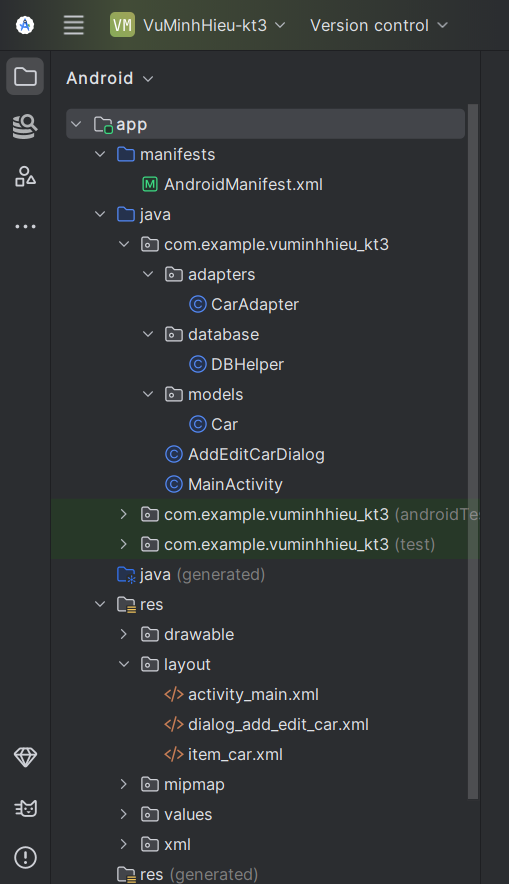 VM VuMinhHieu-kt3 Version control
Android
app
manifests
M AndroidManifest.xml
java
com.example.vuminhhieu_kt3
adapters
C CarAdapter
database
C DBHelper
models
C Car
C AddEditCarDialog
C MainActivity
com.example.vuminhhieu_kt3 (androidTe
com.example.vuminhhieu_kt3 (test)
java (generated)
res
drawable
layout
</> activity_main.xml
</> dialog_add_edit_car.xml
</> item_car.xml
mipmap
values
xml
res (generated)